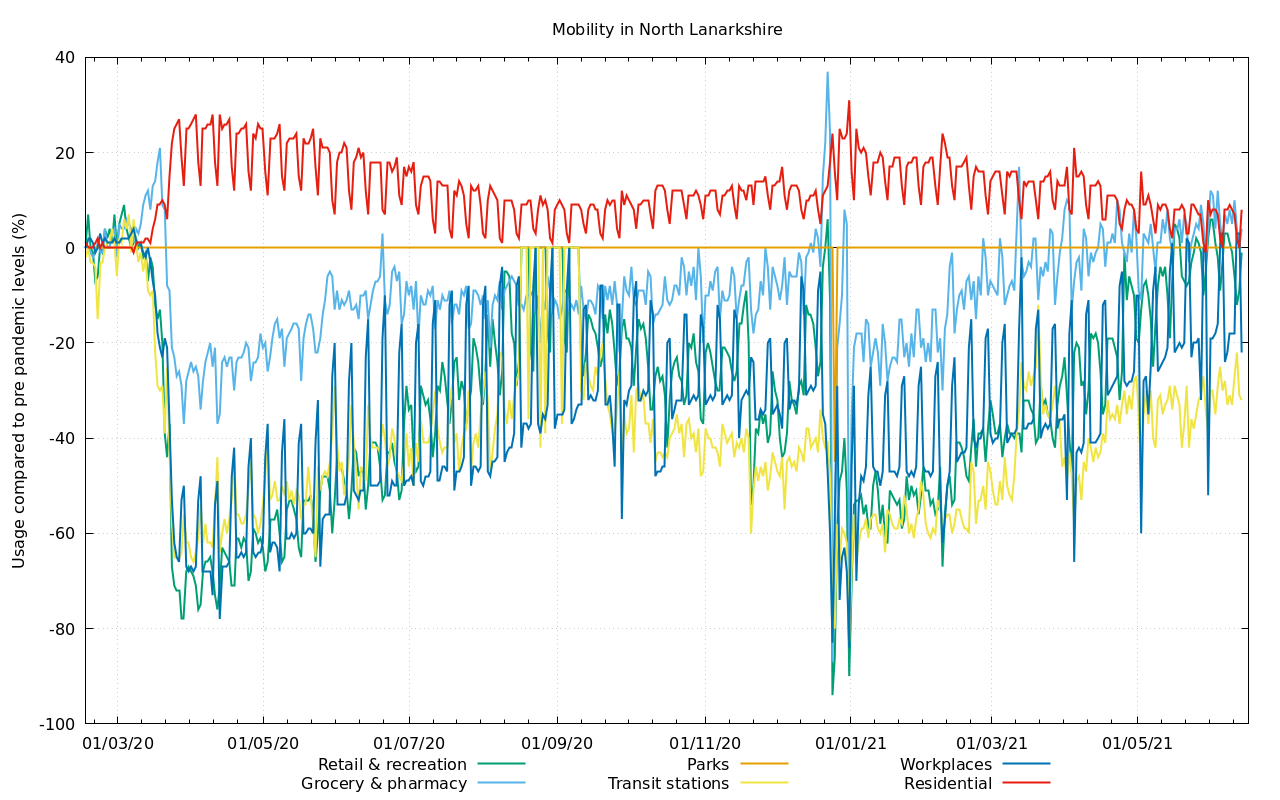 Mobility in North Lanarkshire
Usage compared to pre pandemic levels (%)
40
20
0
-20
-40
-60
-80
-100
01/03/20 01/05/20 01/07/20 01/09/20 01/11/20 01/01/21 01/03/21 01/05/21
Retail & recreation Parks Workplaces
Grocery & pharmacy Transit stations Residential